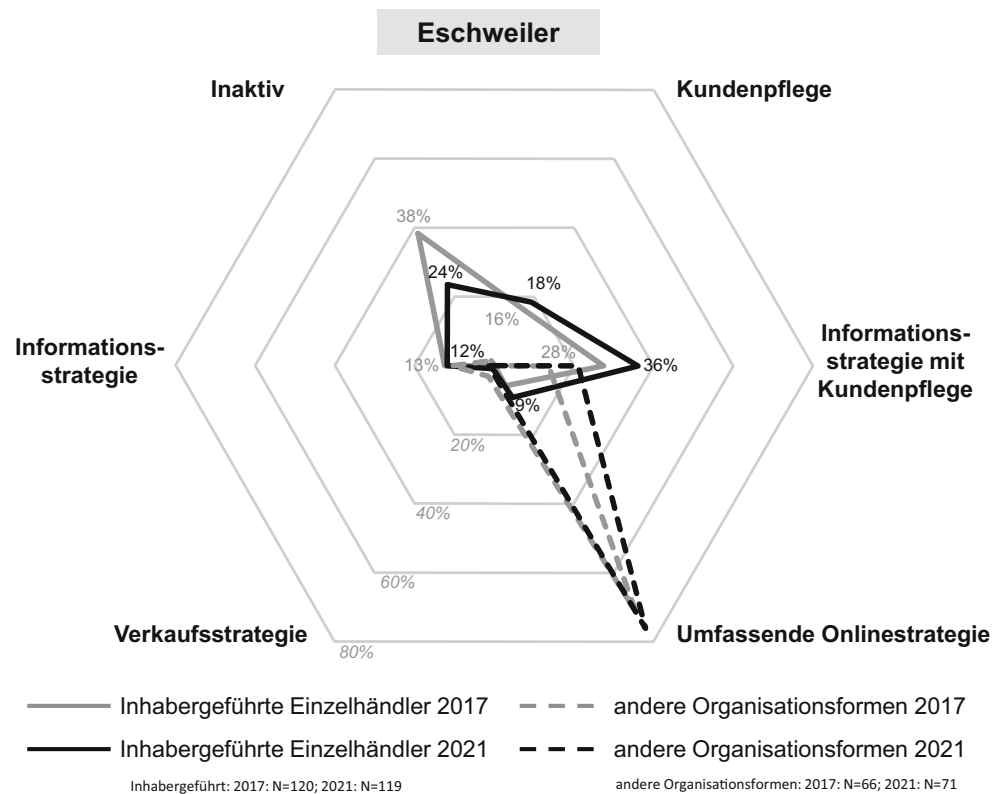 Eschweiler
Inaktiv
Kundenpflege
38%
24%
18%
16%
Informations-
strategie
13%
12%
28%
36%
Informations-
strategie mit
Kundenpflege
9%
20%
40%
60%
Verkaufsstrategie
Umfassende Onlinestrategie
80%
Inhabergeführte Einzelhändler 2017
andere Organisationsformen 2017
Inhabergeführte Einzelhändler 2021
andere Organisationsformen 2021
Inhabergeführt: 2017: N=120; 2021: N=119
andere Organisationsformen: 2017: N=66; 2021: N=71